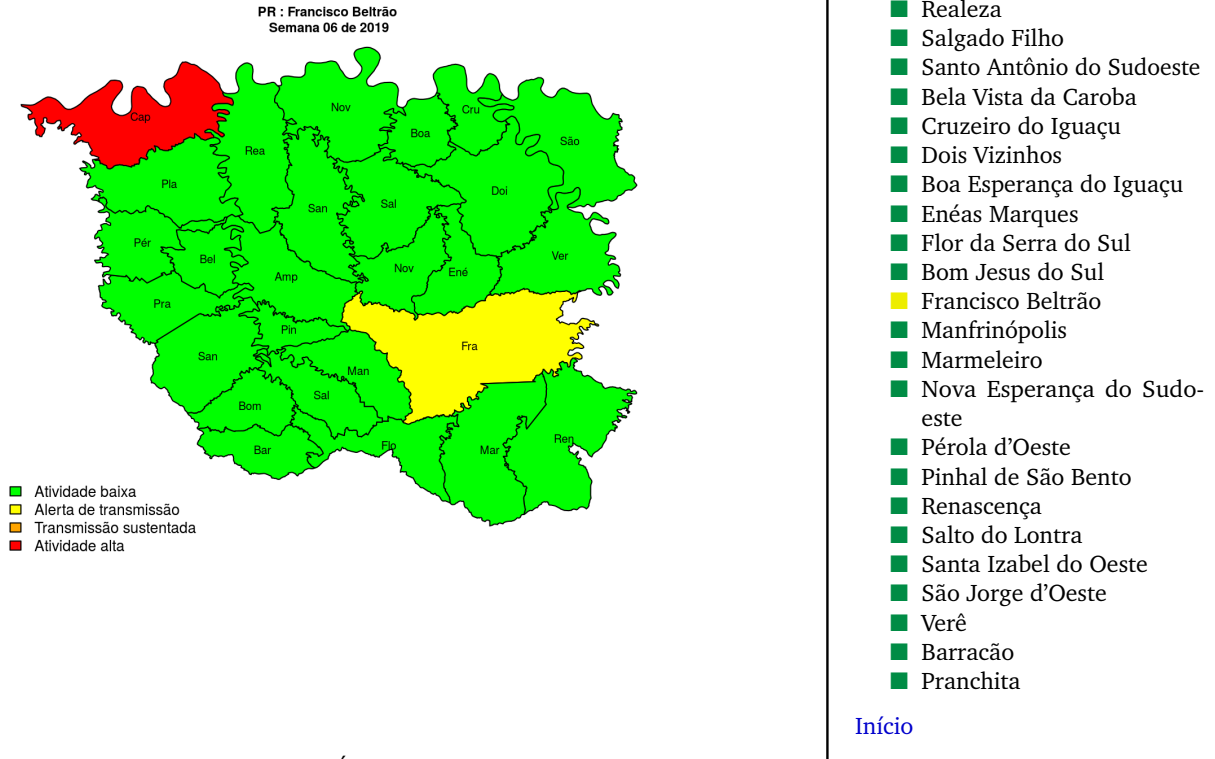 PR : Francisco Beltrão
Semana 06 de 2019
Cap
Nov
Cru
Boa
São
Rea
Pla
Doi
San
Sal
Pér
Bel
Ver
Nov
Ené
Amp
Pra
Pin
Fra
San
Man
Sal
Bom
Flo
Ren
Bar
Mar
Atividade baixa
Alerta de transmissão
Transmissão sustentada
Atividade alta
Realeza
Salgado Filho
Santo Antônio do Sudoeste
Bela Vista da Caroba
Cruzeiro do Iguaçu
Dois Vizinhos
Boa Esperança do Iguaçu
Enéas Marques
Flor da Serra do Sul
Bom Jesus do Sul
Francisco Beltrão
Manfrinópolis
Marmeleiro
Nova Esperança do Sudo-
este
Pérola d'Oeste
Pinhal de São Bento
Renascença
Salto do Lontra
Santa Izabel do Oeste
São Jorge d'Oeste
Verê
Barracão
Pranchita
Início